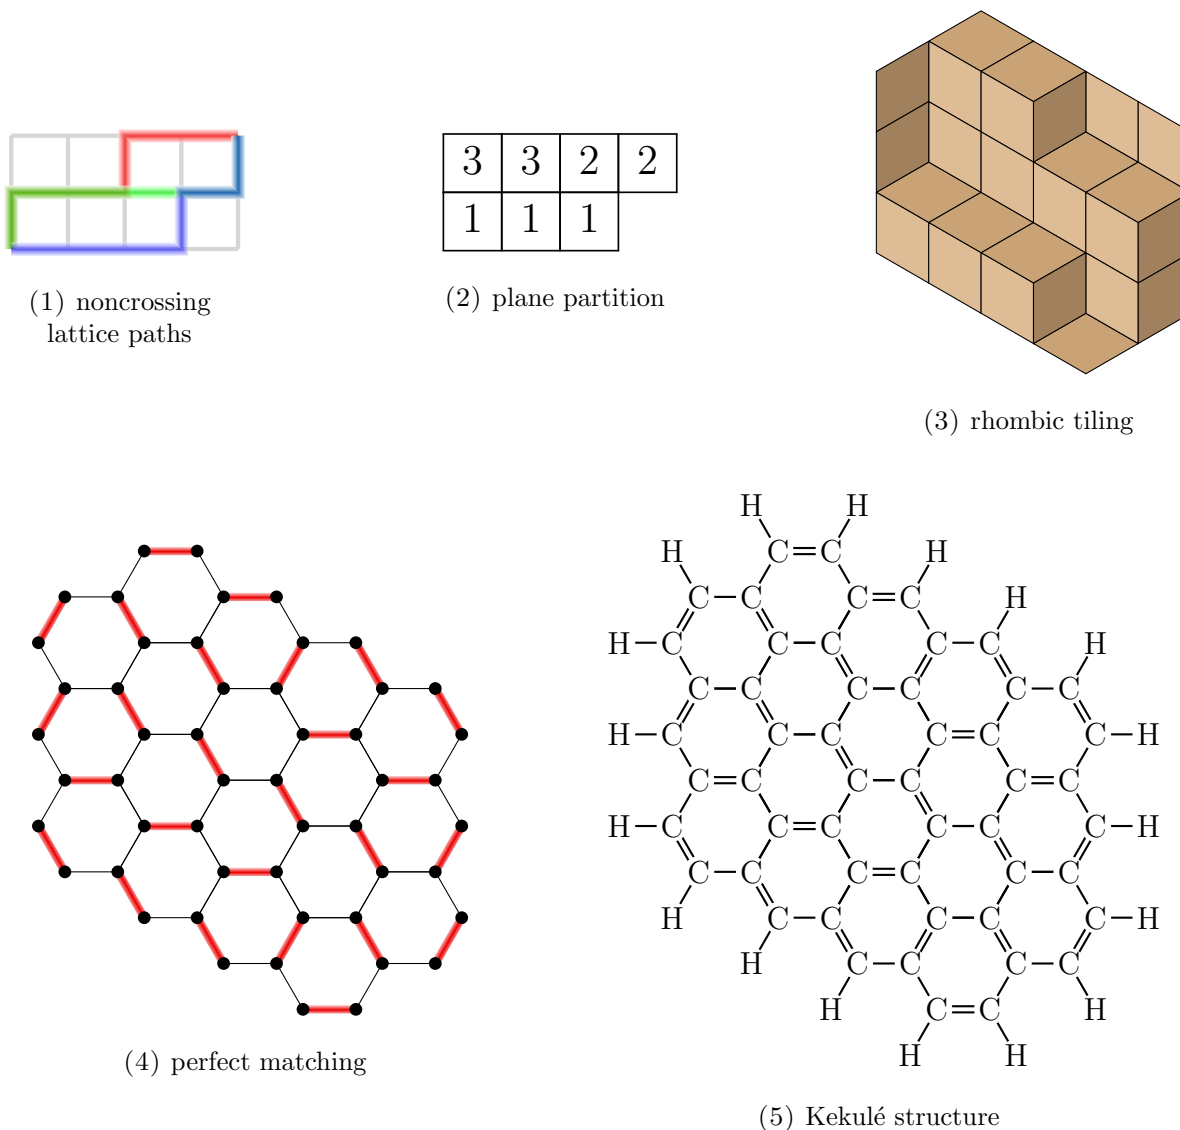 3 3 2 2
1 1 1
(1) noncrossing
lattice paths
(2) plane partition
(3) rhombic tiling
(4) perfect matching
H H
H C=C H
C–C C=C H
H–C C–C C–C H
C–C C–C C–C
H–C C–C C=C C–H
C=C C–C C=C
H–C C=C C–C C–H
C–C C=C C–C
H C–C C–C C–H
H C–C C–C
H C=C H
H H
(5) Kekulé structure